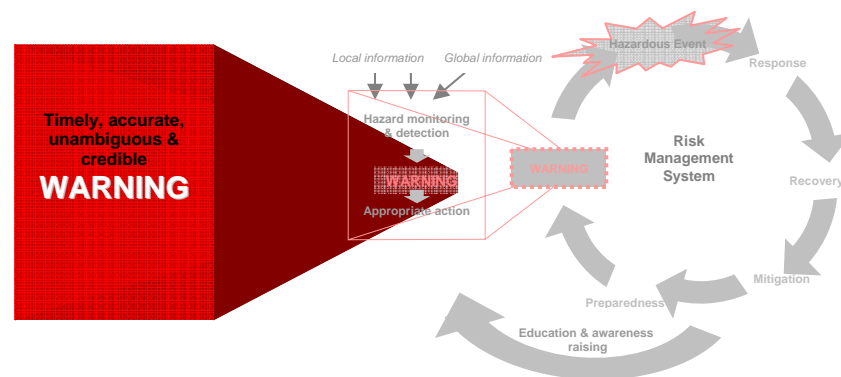 Timely, accurate,
unambiguous &
credible
WARNING
Local information
Global information
Hazard monitoring
& detection
WARNING
Appropriate action
WARNING
Hazardous Event
Response
Risk
Management
System
Recovery
Mitigation
Preparedness
Education & awareness
raising